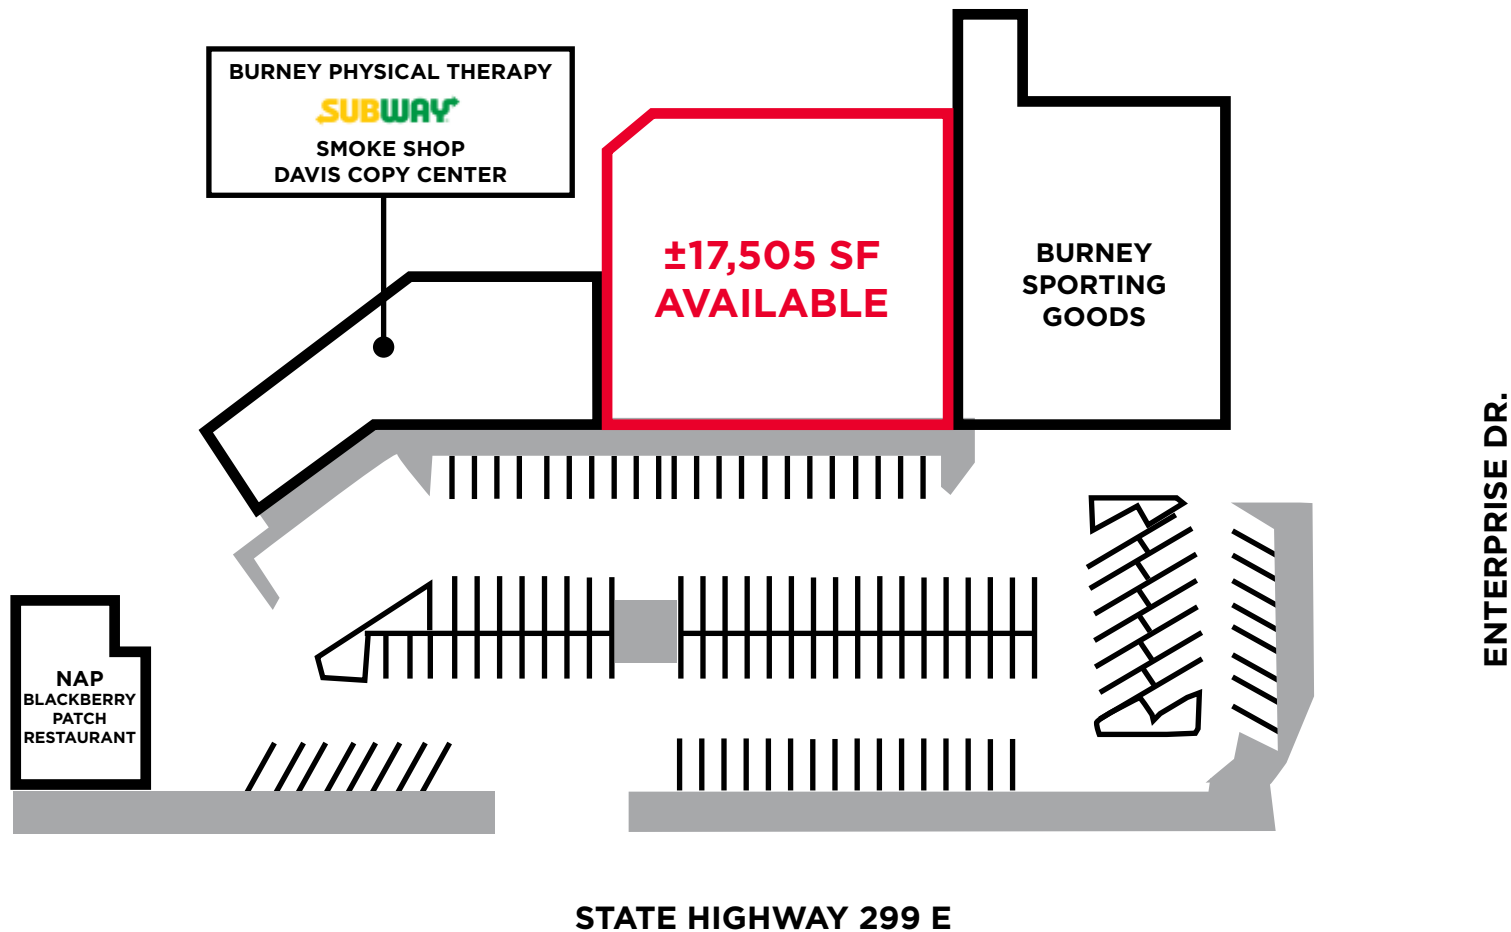 BURNEY PHYSICAL THERAPY
SUBWAY
SMOKE SHOP
DAVIS COPY CENTER
±17,505 SF
AVAILABLE
BURNEY
SPORTING
GOODS
ENTERPRISE DR.
NAP
BLACKBERRY
PATCH
RESTAURANT
STATE HIGHWAY 299 E